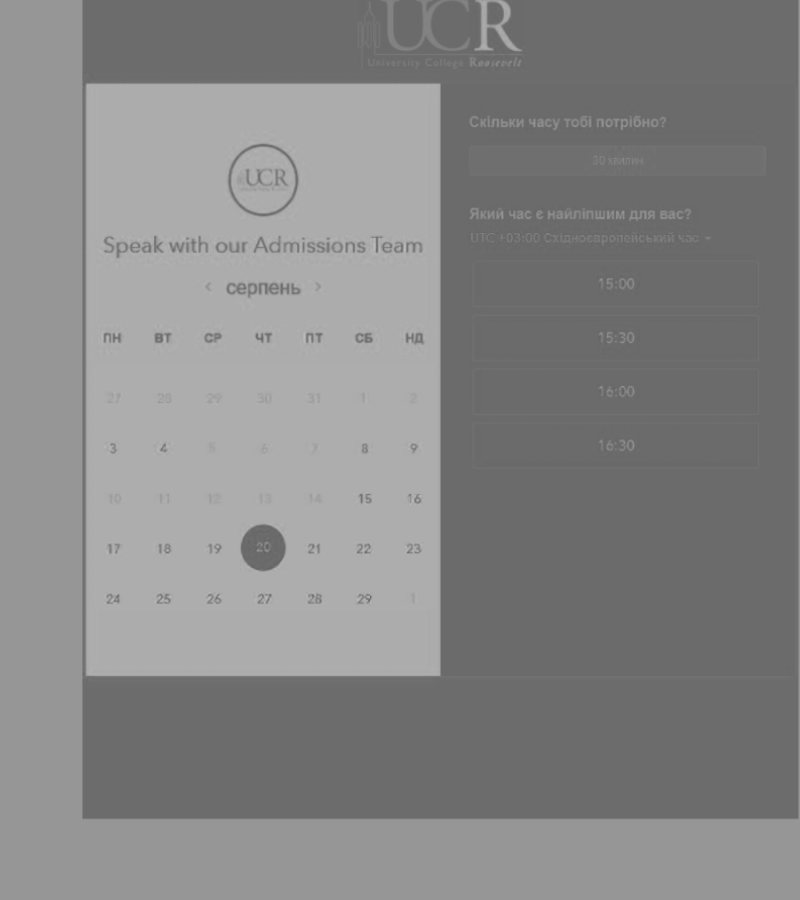 UCR
University College Roosevelt
UCR
Speak with our Admissions Team
‹ серпень ›
ПН ВТ СР ЧТ ПТ СБ НД
27 28 29 30 31 1 2
3 4 5 6 7 8 9
10 11 12 13 14 15 16
17 18 19 20 21 22 23
24 25 26 27 28 29 1
Скільки часу тобі потрібно?
30 хвилин
Який час є найліпшим для вас?
UTC +03:00 Східноєвропейський час
15:00
15:30
16:00
16:30